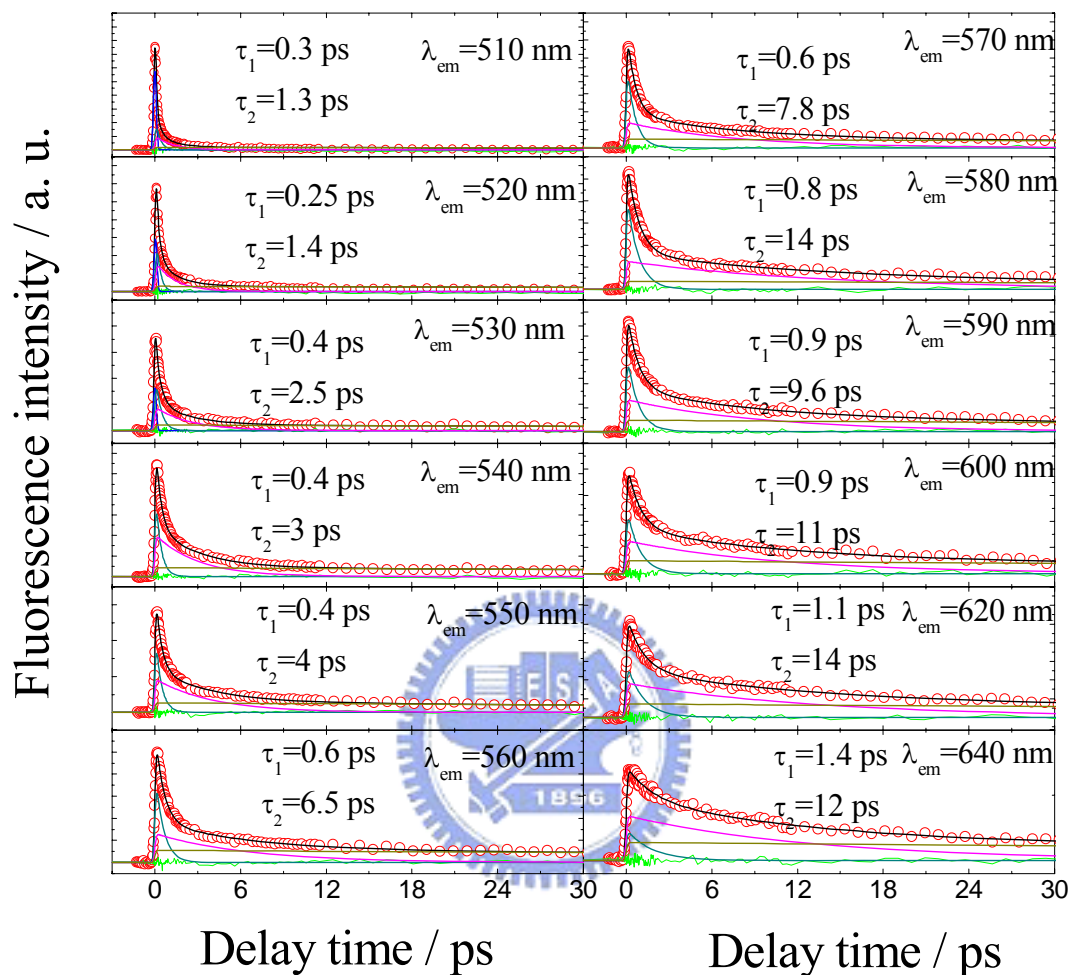 Fluorescence intensity / a. u.
τ1=0.3 ps
λem=510 nm
τ2=1.3 ps
τ1=0.25 ps
λem=520 nm
τ2=1.4 ps
τ1=0.4 ps
λem=530 nm
τ2=2.5 ps
τ1=0.4 ps
λem=540 nm
τ2=3 ps
τ1=0.4 ps
λem=550 nm
τ2=4 ps
τ1=0.6 ps
λem=560 nm
τ2=6.5 ps
0 6 12 18 24 30
Delay time / ps
τ1=0.6 ps
λem=570 nm
τ2=7.8 ps
τ1=0.8 ps
λem=580 nm
τ2=14 ps
τ1=0.9 ps
λem=590 nm
τ2=9.6 ps
τ1=0.9 ps
λem=600 nm
τ2=11 ps
τ1=1.1 ps
λem=620 nm
τ2=14 ps
τ1=1.4 ps
λem=640 nm
τ2=12 ps
0 6 12 18 24 30
Delay time / ps
1896